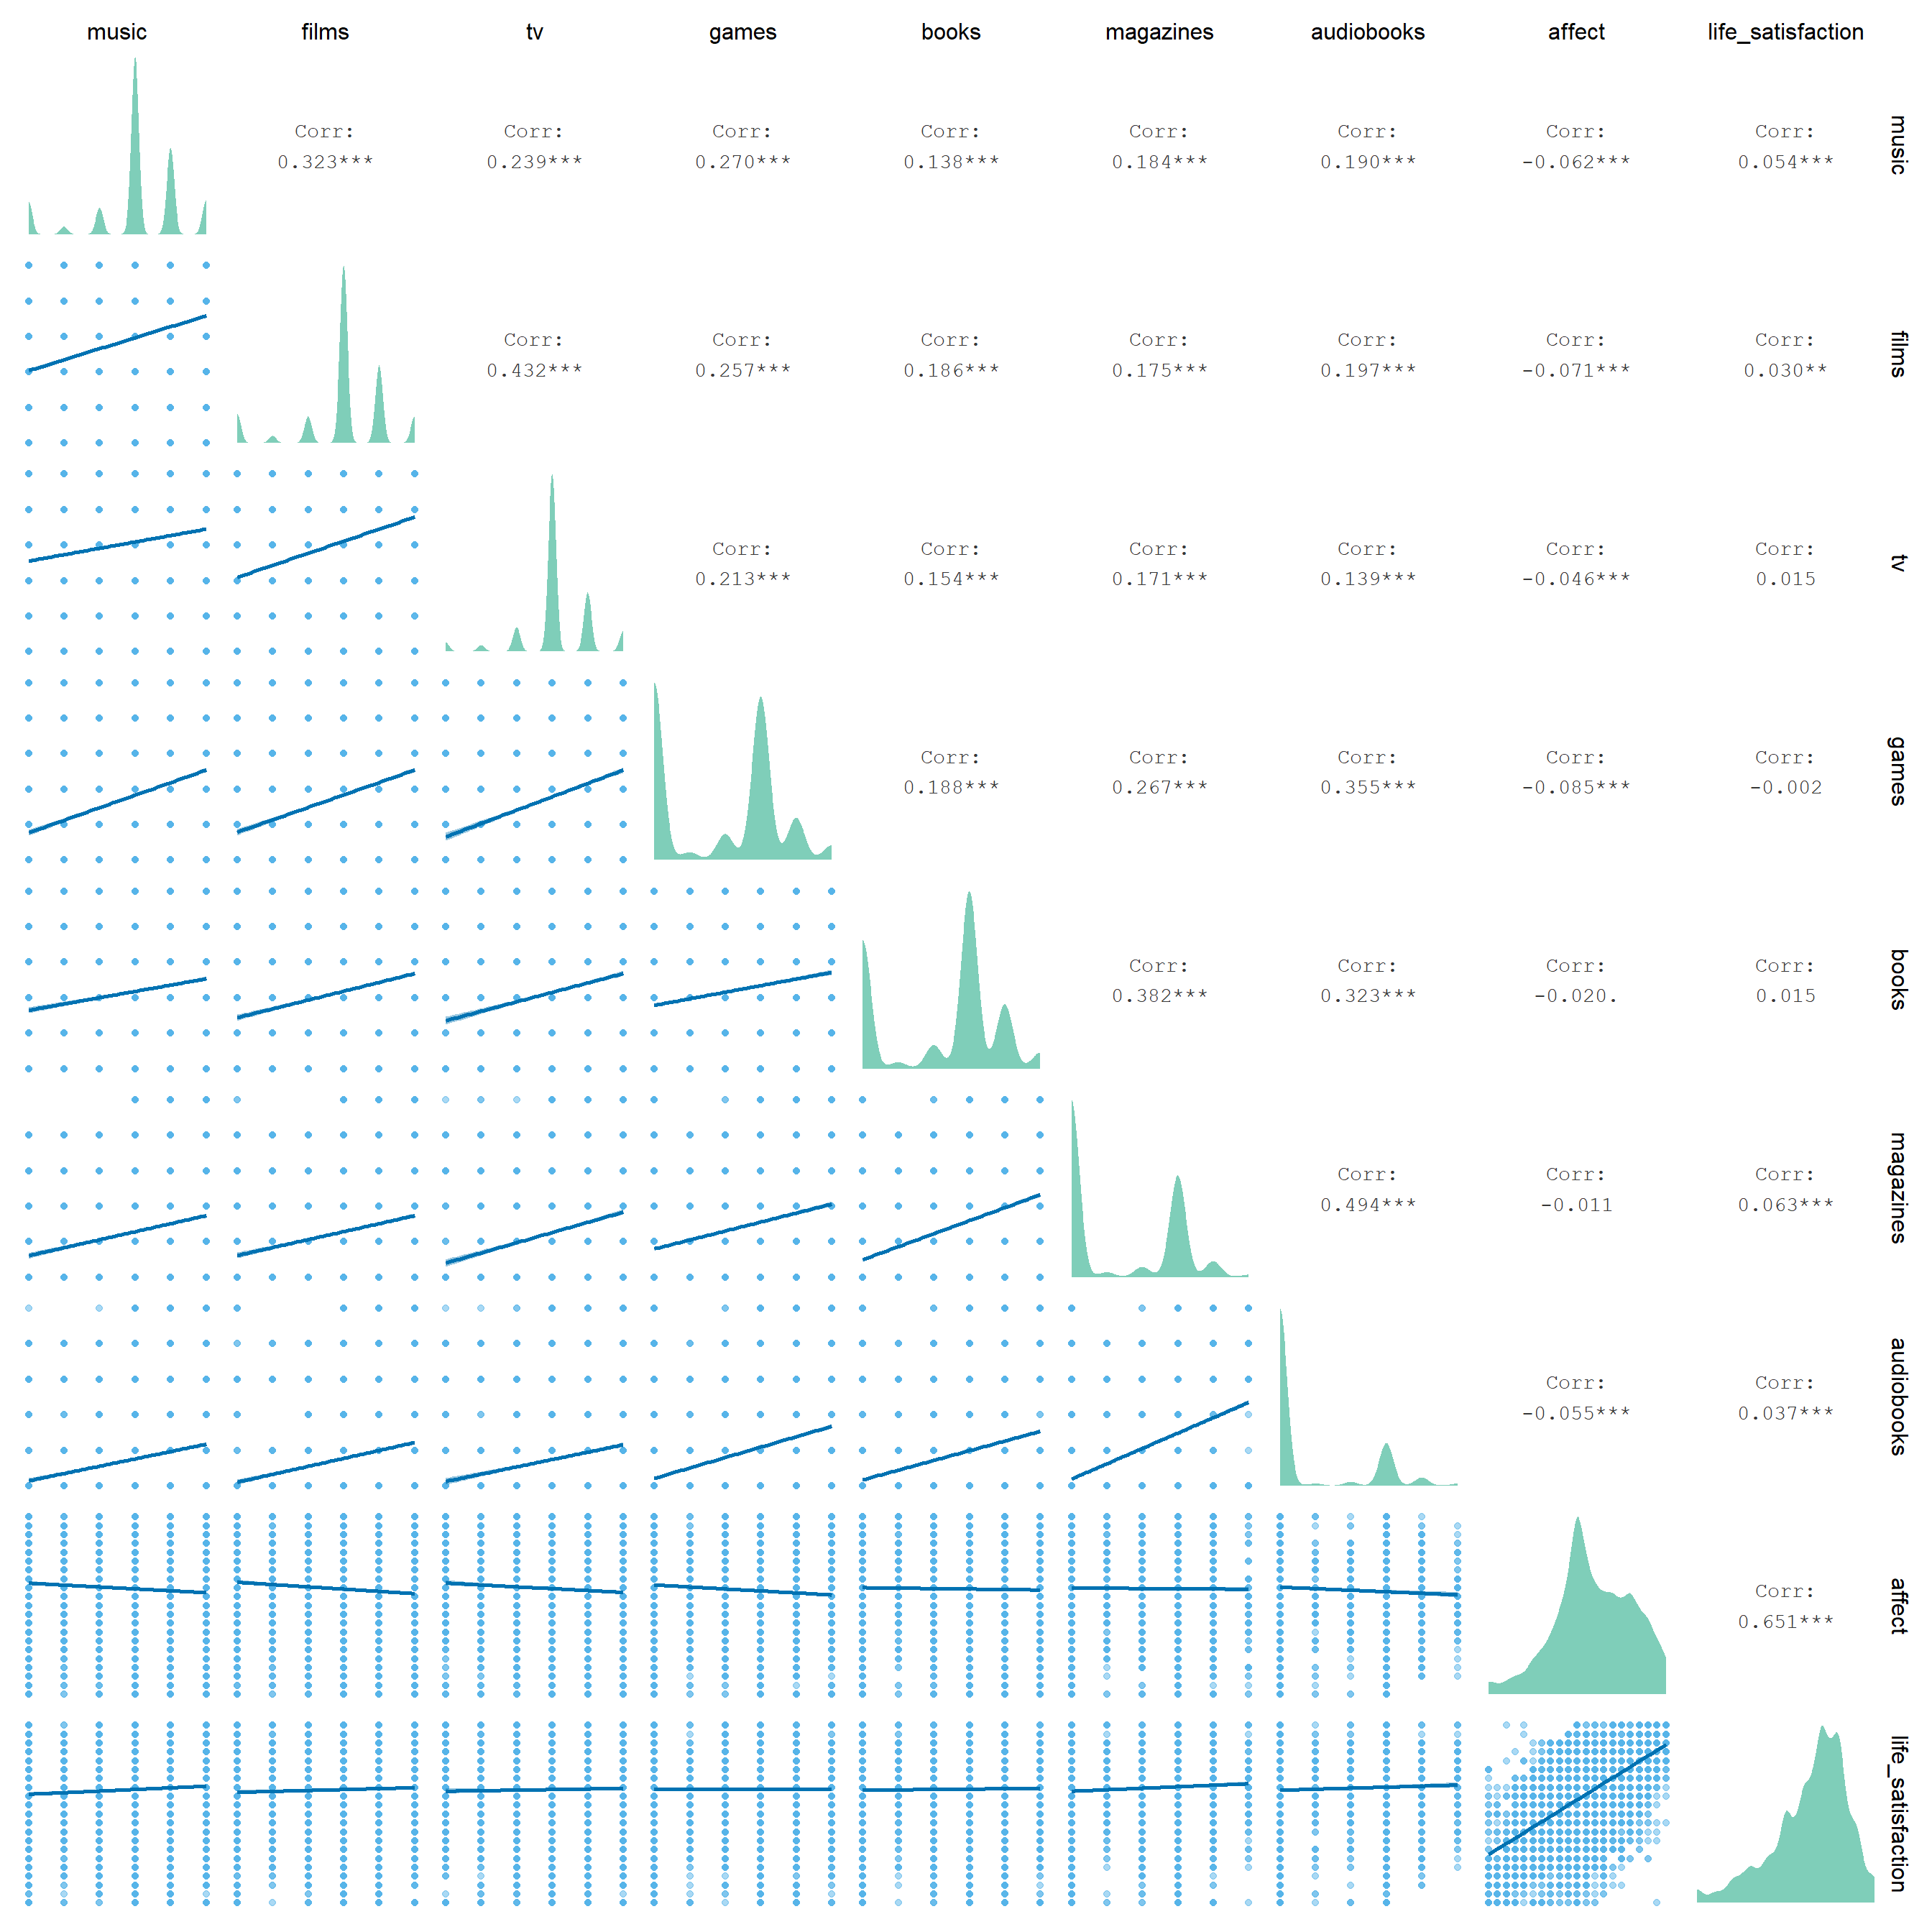 music films tv games books magazines audiobooks affect life_satisfaction
Corr: Corr: Corr: Corr: Corr: Corr: Corr: Corr:
0.323*** 0.239*** 0.270*** 0.138*** 0.184*** 0.190*** -0.062*** 0.054***
music
Corr: Corr: Corr: Corr: Corr: Corr: Corr:
0.432*** 0.257*** 0.186*** 0.175*** 0.197*** -0.071*** 0.030**
films
Corr: Corr: Corr: Corr: Corr: Corr:
0.213*** 0.154*** 0.171*** 0.139*** -0.046*** 0.015
tv
Corr: Corr: Corr: Corr: Corr:
0.188*** 0.267*** 0.355*** -0.085*** -0.002
games
Corr: Corr: Corr: Corr:
0.382*** 0.323*** -0.020. 0.015
books
Corr: Corr: Corr:
0.494*** -0.011 0.063***
magazines
Corr: Corr:
-0.055*** 0.037***
audiobooks
Corr:
0.651***
affect
life_satisfaction